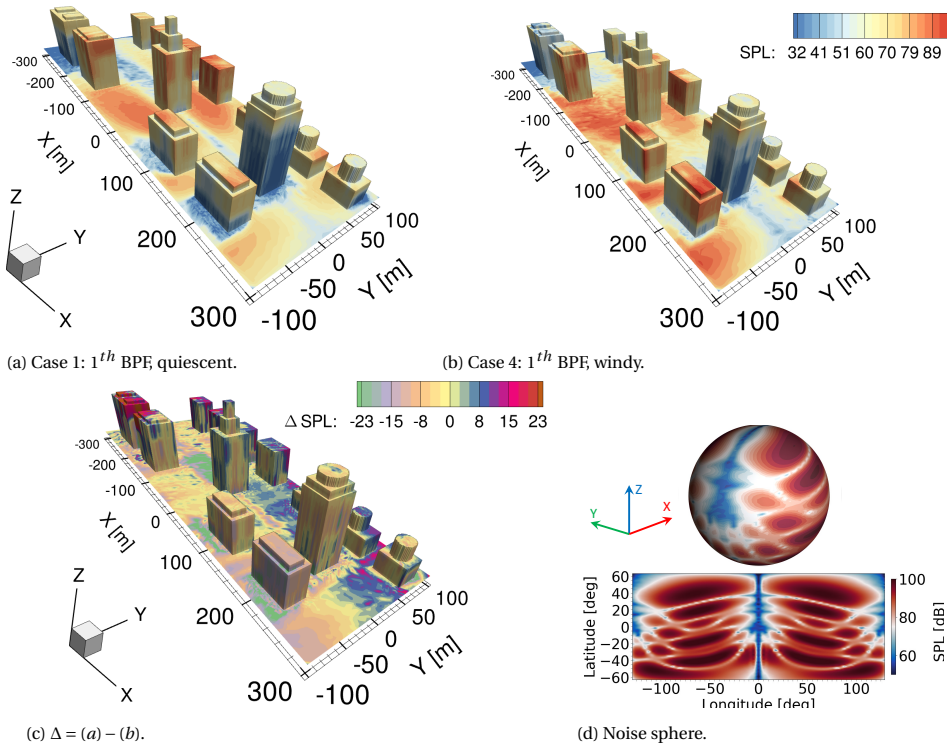 SPL: 32 41 51 60 70 79 89
-300
-200
-100
0
100
200
300
X [m]
-100
-50
0
50
100
Y [m]
Z
Y
X
-300
-200
-100
0
100
200
300
X [m]
-100
-50
0
50
100
Y [m]
(a) Case 1: 1th BPF, quiescent.
(b) Case 4: 1th BPF, windy.
Δ SPL: -23 -15 -8 0 8 15 23
-300
-200
-100
0
100
200
300
X [m]
-100
-50
0
50
100
Y [m]
Z
Y
X
Z
Y
X
60
40
20
0
−20
−40
−60
Latitude [deg]
−100 −50 0 50 100
Longitude [deg]
100
80
60
SPL [dB]
(c) Δ = (a) − (b).
(d) Noise sphere.